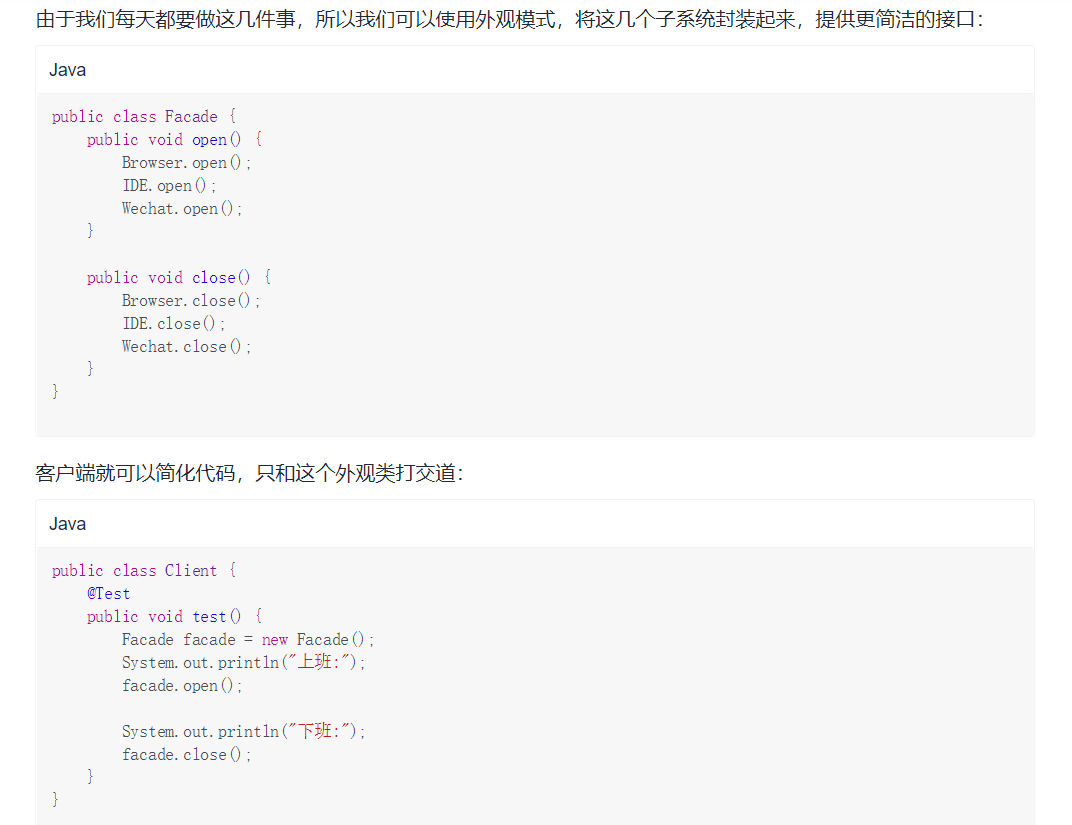 由于我们每天都要做这几件事，所以我们可以使用外观模式，将这几个子系统封装起来，提供更简洁的接口：
Java
public class Facade {
    public void open() {
        Browser.open();
        IDE.open();
        Wechat.open();
    }

    public void close() {
        Browser.close();
        IDE.close();
        Wechat.close();
    }
}
客户端就可以简化代码，只和这个外观类打交道：
Java
public class Client {
    @Test
    public void test() {
        Facade facade = new Facade();
        System.out.println("上班:");
        facade.open();

        System.out.println("下班:");
        facade.close();
    }
}